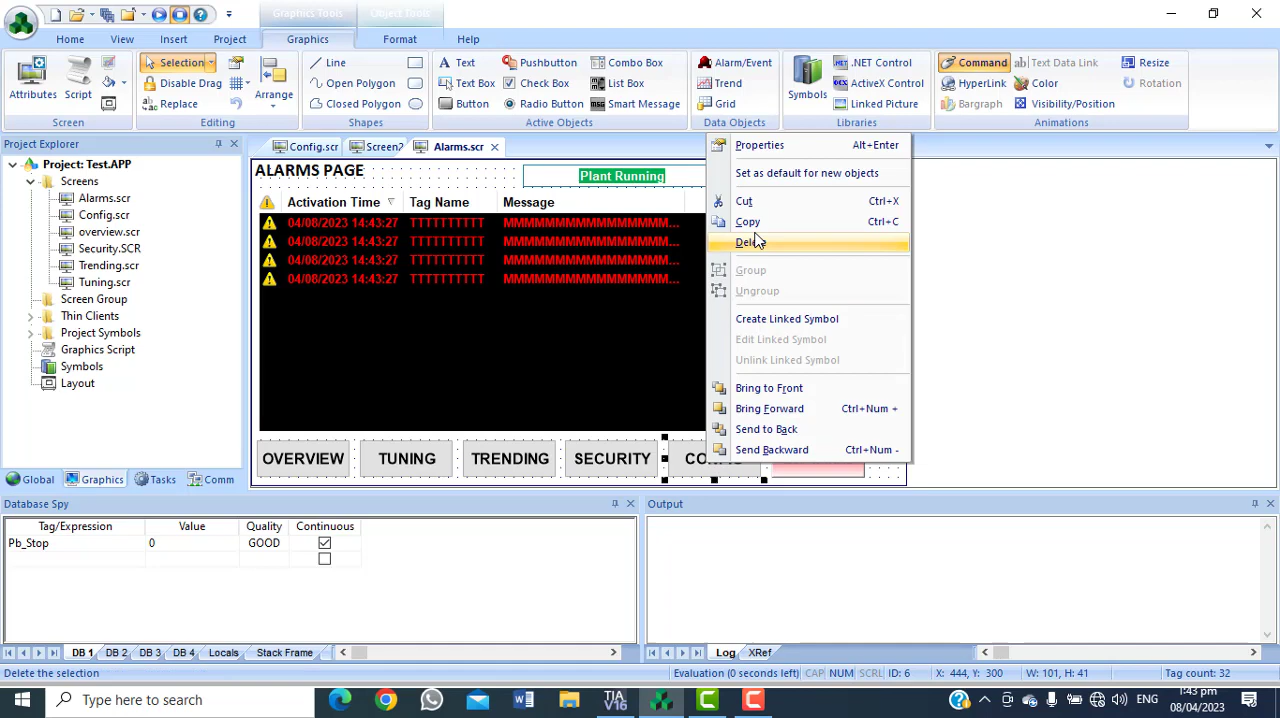 Graphics Tools Object Tools
Home View Insert Project Graphics Format Help
Attributes Script
Screen
Selection
Disable Drag
Replace
Arrange
Editing
Line
Open Polygon
Closed Polygon
Shapes
Text Pushbutton Combo Box
Text Box Check Box List Box
Button Radio Button Smart Message
Active Objects
Alarm/Event
Trend
Grid
Data Objects
Symbols
.NET Control
ActiveX Control
Linked Picture
Libraries
Command Text Data Link Resize
HyperLink Color Rotation
Bargraph Visibility/Position
Animations
Project Explorer
Project: Test.APP
Screens
Alarms.scr
Config.scr
overview.scr
Security.SCR
Trending.scr
Tuning.scr
Screen Group
Thin Clients
Project Symbols
Graphics Script
Symbols
Layout
Global Graphics Tasks Comm
Config.scr Screen2 Alarms.scr
ALARMS PAGE Plant Running
Activation Time Tag Name Message
04/08/2023 14:43:27 TTTTTTTTTT MMMMMMMMMMMMMMMM...
04/08/2023 14:43:27 TTTTTTTTTT MMMMMMMMMMMMMMMM...
04/08/2023 14:43:27 TTTTTTTTTT MMMMMMMMMMMMMMMM...
04/08/2023 14:43:27 TTTTTTTTTT MMMMMMMMMMMMMMMM...
OVERVIEW TUNING TRENDING SECURITY
Properties Alt+Enter
Set as default for new objects
Cut Ctrl+X
Copy Ctrl+C
Delete
Group
Ungroup
Create Linked Symbol
Edit Linked Symbol
Unlink Linked Symbol
Bring to Front
Bring Forward Ctrl+Num +
Send to Back
Send Backward Ctrl+Num -
Database Spy
Tag/Expression Value Quality Continuous
Pb_Stop 0 GOOD
DB 1 DB 2 DB 3 DB 4 Locals Stack Frame
Output
Log XRef
Delete the selection
Evaluation (0 seconds left) CAP NUM SCRL ID: 6 X: 444, Y: 300 W: 101, H: 41 Tag count: 32
Type here to search
TIA V16
ENG
1:43 pm
08/04/2023